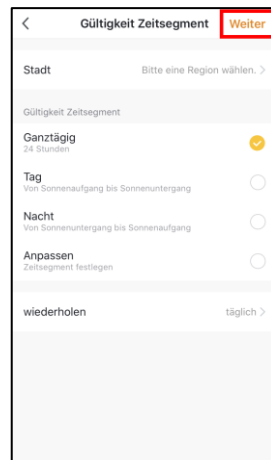 Gültigkeit Zeitsegment Weiter
Stadt Bitte eine Region wählen.
Gültigkeit Zeitsegment
Ganztägig
24 Stunden
Tag
Von Sonnenaufgang bis Sonnenuntergang
Nacht
Von Sonnenuntergang bis Sonnenaufgang
Anpassen
Zeitsegment festlegen
wiederholen täglich